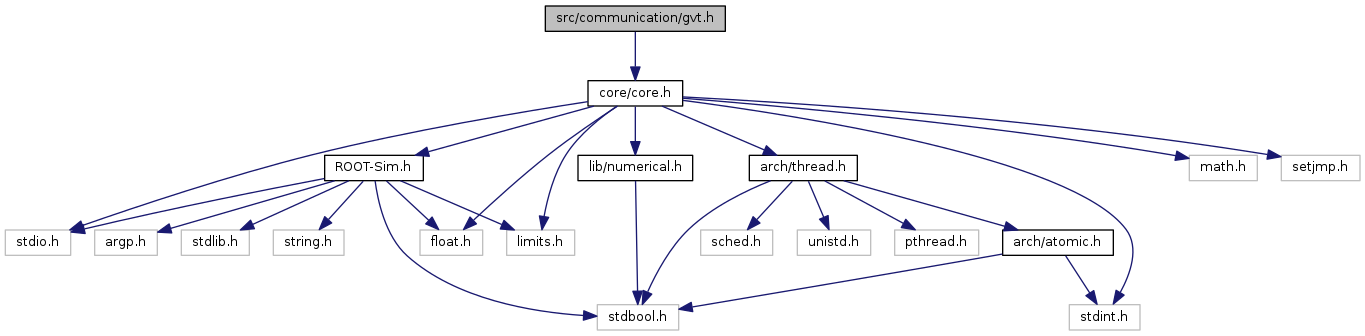 src/communication/gvt.h
core/core.h
ROOT-Sim.h
lib/numerical.h
arch/thread.h
math.h
setjmp.h
stdio.h
argp.h
stdlib.h
string.h
float.h
limits.h
sched.h
unistd.h
pthread.h
arch/atomic.h
stdbool.h
stdint.h